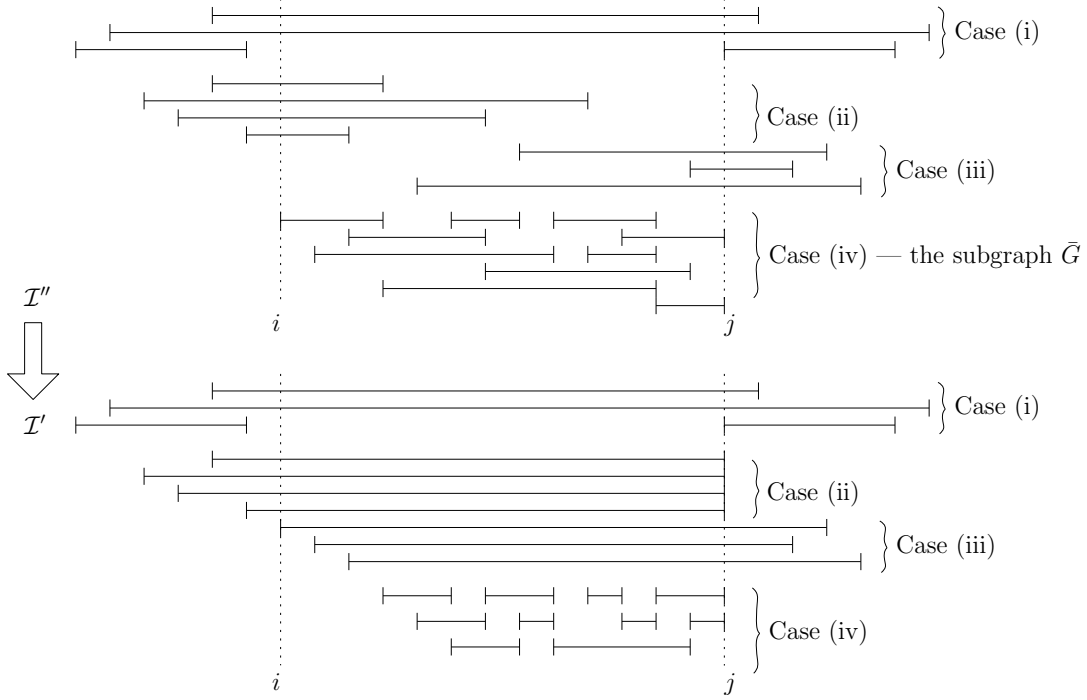 Case (i)
Case (ii)
Case (iii)
Case (iv) — the subgraph Ḡ
𝓘′′
i
j
𝓘′
Case (i)
Case (ii)
Case (iii)
Case (iv)
i
j